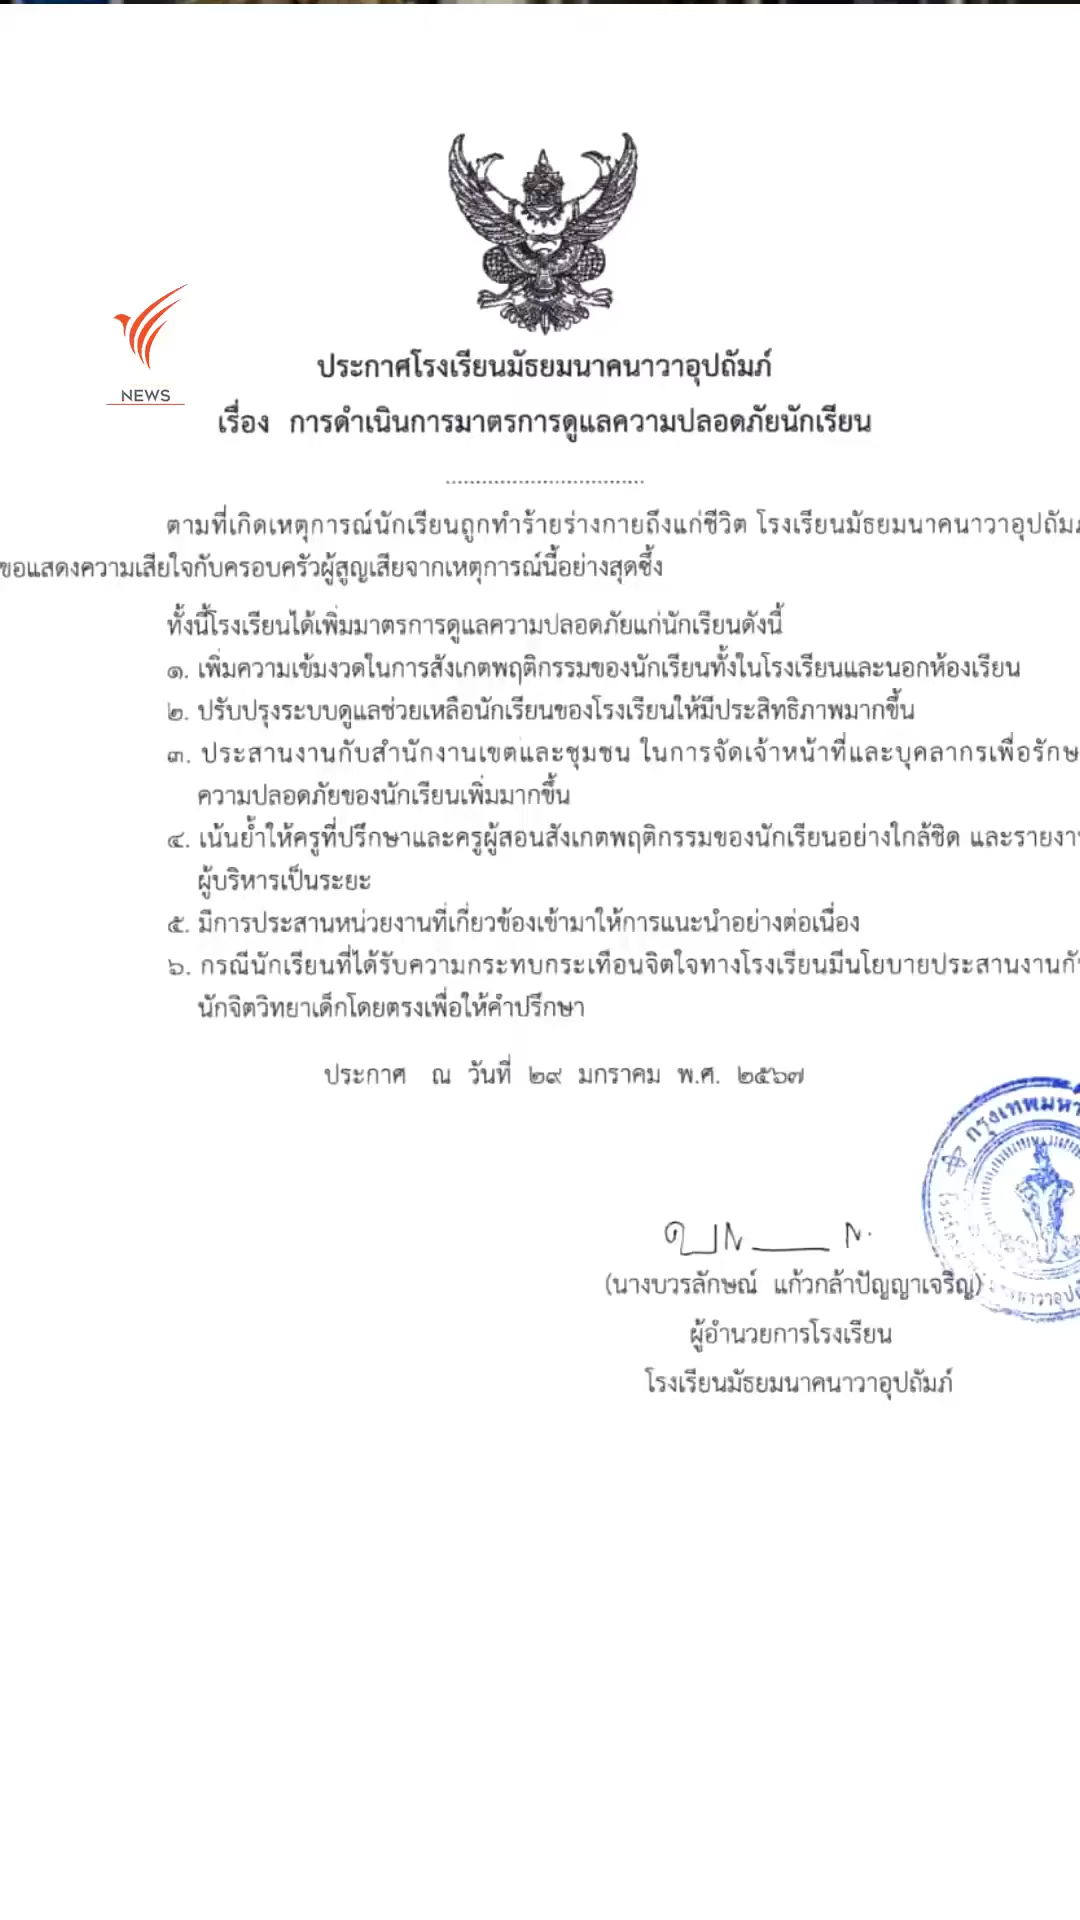 NEWS
ประกาศโรงเรียนมัธยมนาคนาวาอุปถัมภ์
เรื่อง การดำเนินการมาตรการดูแลความปลอดภัยนักเรียน
................................
ตามที่เกิดเหตุการณ์นักเรียนถูกทำร้ายร่างกายถึงแก่ชีวิต โรงเรียนมัธยมนาคนาวาอุปถัมภ์
ขอแสดงความเสียใจกับครอบครัวผู้สูญเสียจากเหตุการณ์นี้อย่างสุดซึ้ง
ทั้งนี้โรงเรียนได้เพิ่มมาตรการดูแลความปลอดภัยแก่นักเรียนดังนี้
๑. เพิ่มความเข้มงวดในการสังเกตพฤติกรรมของนักเรียนทั้งในโรงเรียนและนอกห้องเรียน
๒. ปรับปรุงระบบดูแลช่วยเหลือนักเรียนของโรงเรียนให้มีประสิทธิภาพมากขึ้น
๓. ประสานงานกับสำนักงานเขตและชุมชน ในการจัดเจ้าหน้าที่และบุคลากรเพื่อรักษ
ความปลอดภัยของนักเรียนเพิ่มมากขึ้น
๔. เน้นย้ำให้ครูที่ปรึกษาและครูผู้สอนสังเกตพฤติกรรมของนักเรียนอย่างใกล้ชิด และรายงาน
ผู้บริหารเป็นระยะ
๕. มีการประสานหน่วยงานที่เกี่ยวข้องเข้ามาให้การแนะนำอย่างต่อเนื่อง
๖. กรณีนักเรียนที่ได้รับความกระทบกระเทือนจิตใจทางโรงเรียนมีนโยบายประสานงานกับ
นักจิตวิทยาเด็กโดยตรงเพื่อให้คำปรึกษา
ประกาศ ณ วันที่ ๒๙ มกราคม พ.ศ. ๒๕๖๗
กรุงเทพมหา
(นางบวรลักษณ์ แก้วกล้าปัญญาเจริญ)
ผู้อำนวยการโรงเรียน
โรงเรียนมัธยมนาคนาวาอุปถัมภ์